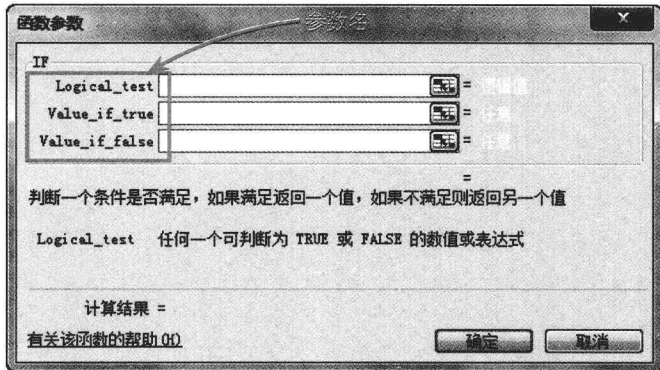 函数参数 参数名
IF
Logical_test = 逻辑值
Value_if_true = 任意
Value_if_false = 任意
=
判断一个条件是否满足，如果满足返回一个值，如果不满足则返回另一个值
Logical_test 任何一个可判断为 TRUE 或 FALSE 的数值或表达式
计算结果 =
有关该函数的帮助(H) 确定 取消